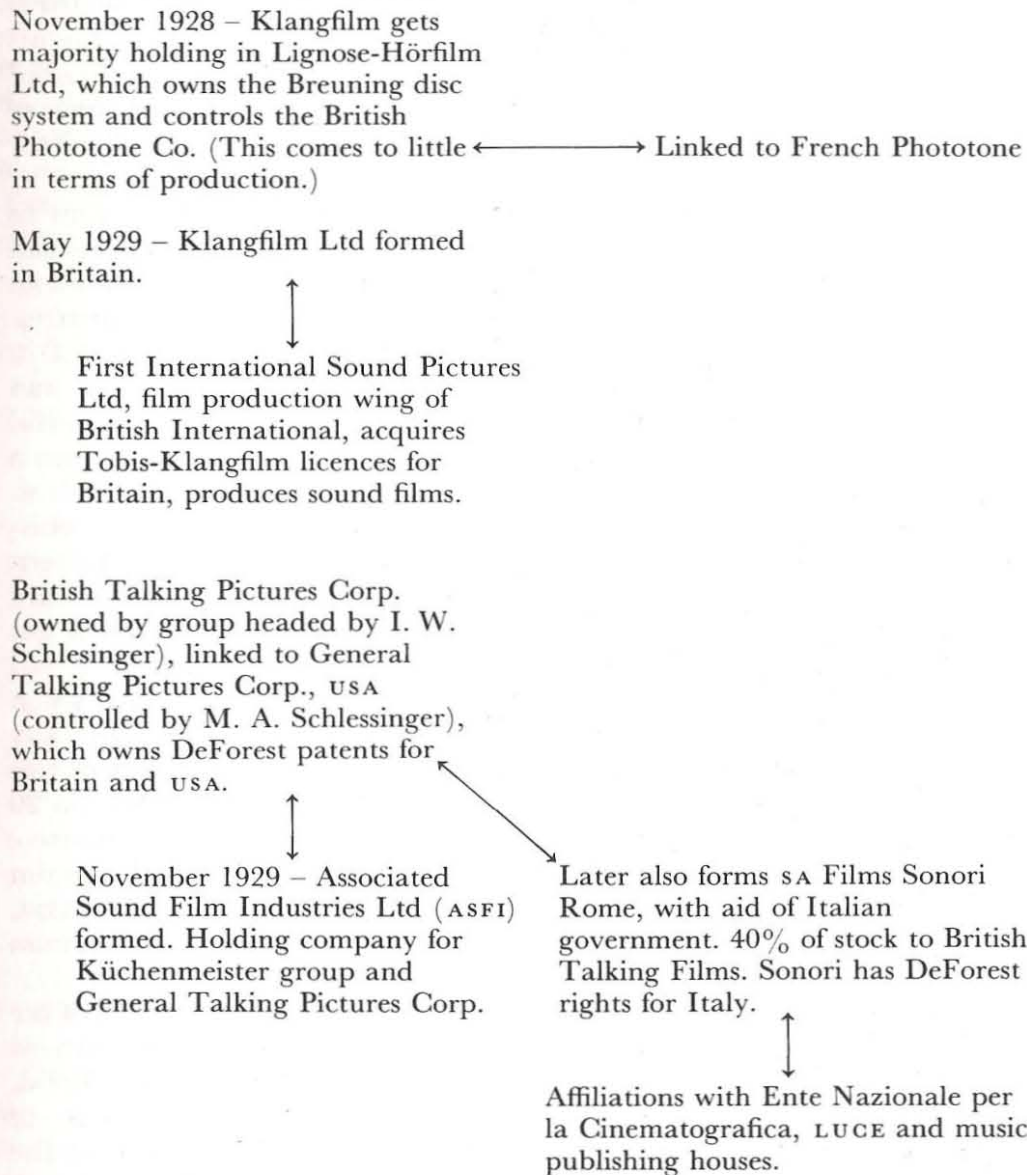 November 1928 – Klangfilm gets
majority holding in Lignose-Hörfilm
Ltd, which owns the Breuning disc
system and controls the British
Phototone Co. (This comes to little
in terms of production.)
Linked to French Phototone
May 1929 – Klangfilm Ltd formed
in Britain.
First International Sound Pictures
Ltd, film production wing of
British International, acquires
Tobis-Klangfilm licences for
Britain, produces sound films.
British Talking Pictures Corp.
(owned by group headed by I. W.
Schlesinger), linked to General
Talking Pictures Corp., USA
(controlled by M. A. Schlessinger),
which owns DeForest patents for
Britain and USA.
November 1929 – Associated
Sound Film Industries Ltd (ASFI)
formed. Holding company for
Küchenmeister group and
General Talking Pictures Corp.
Later also forms SA Films Sonori
Rome, with aid of Italian
government. 40% of stock to British
Talking Films. Sonori has DeForest
rights for Italy.
Affiliations with Ente Nazionale per
la Cinematografica, LUCE and music
publishing houses.